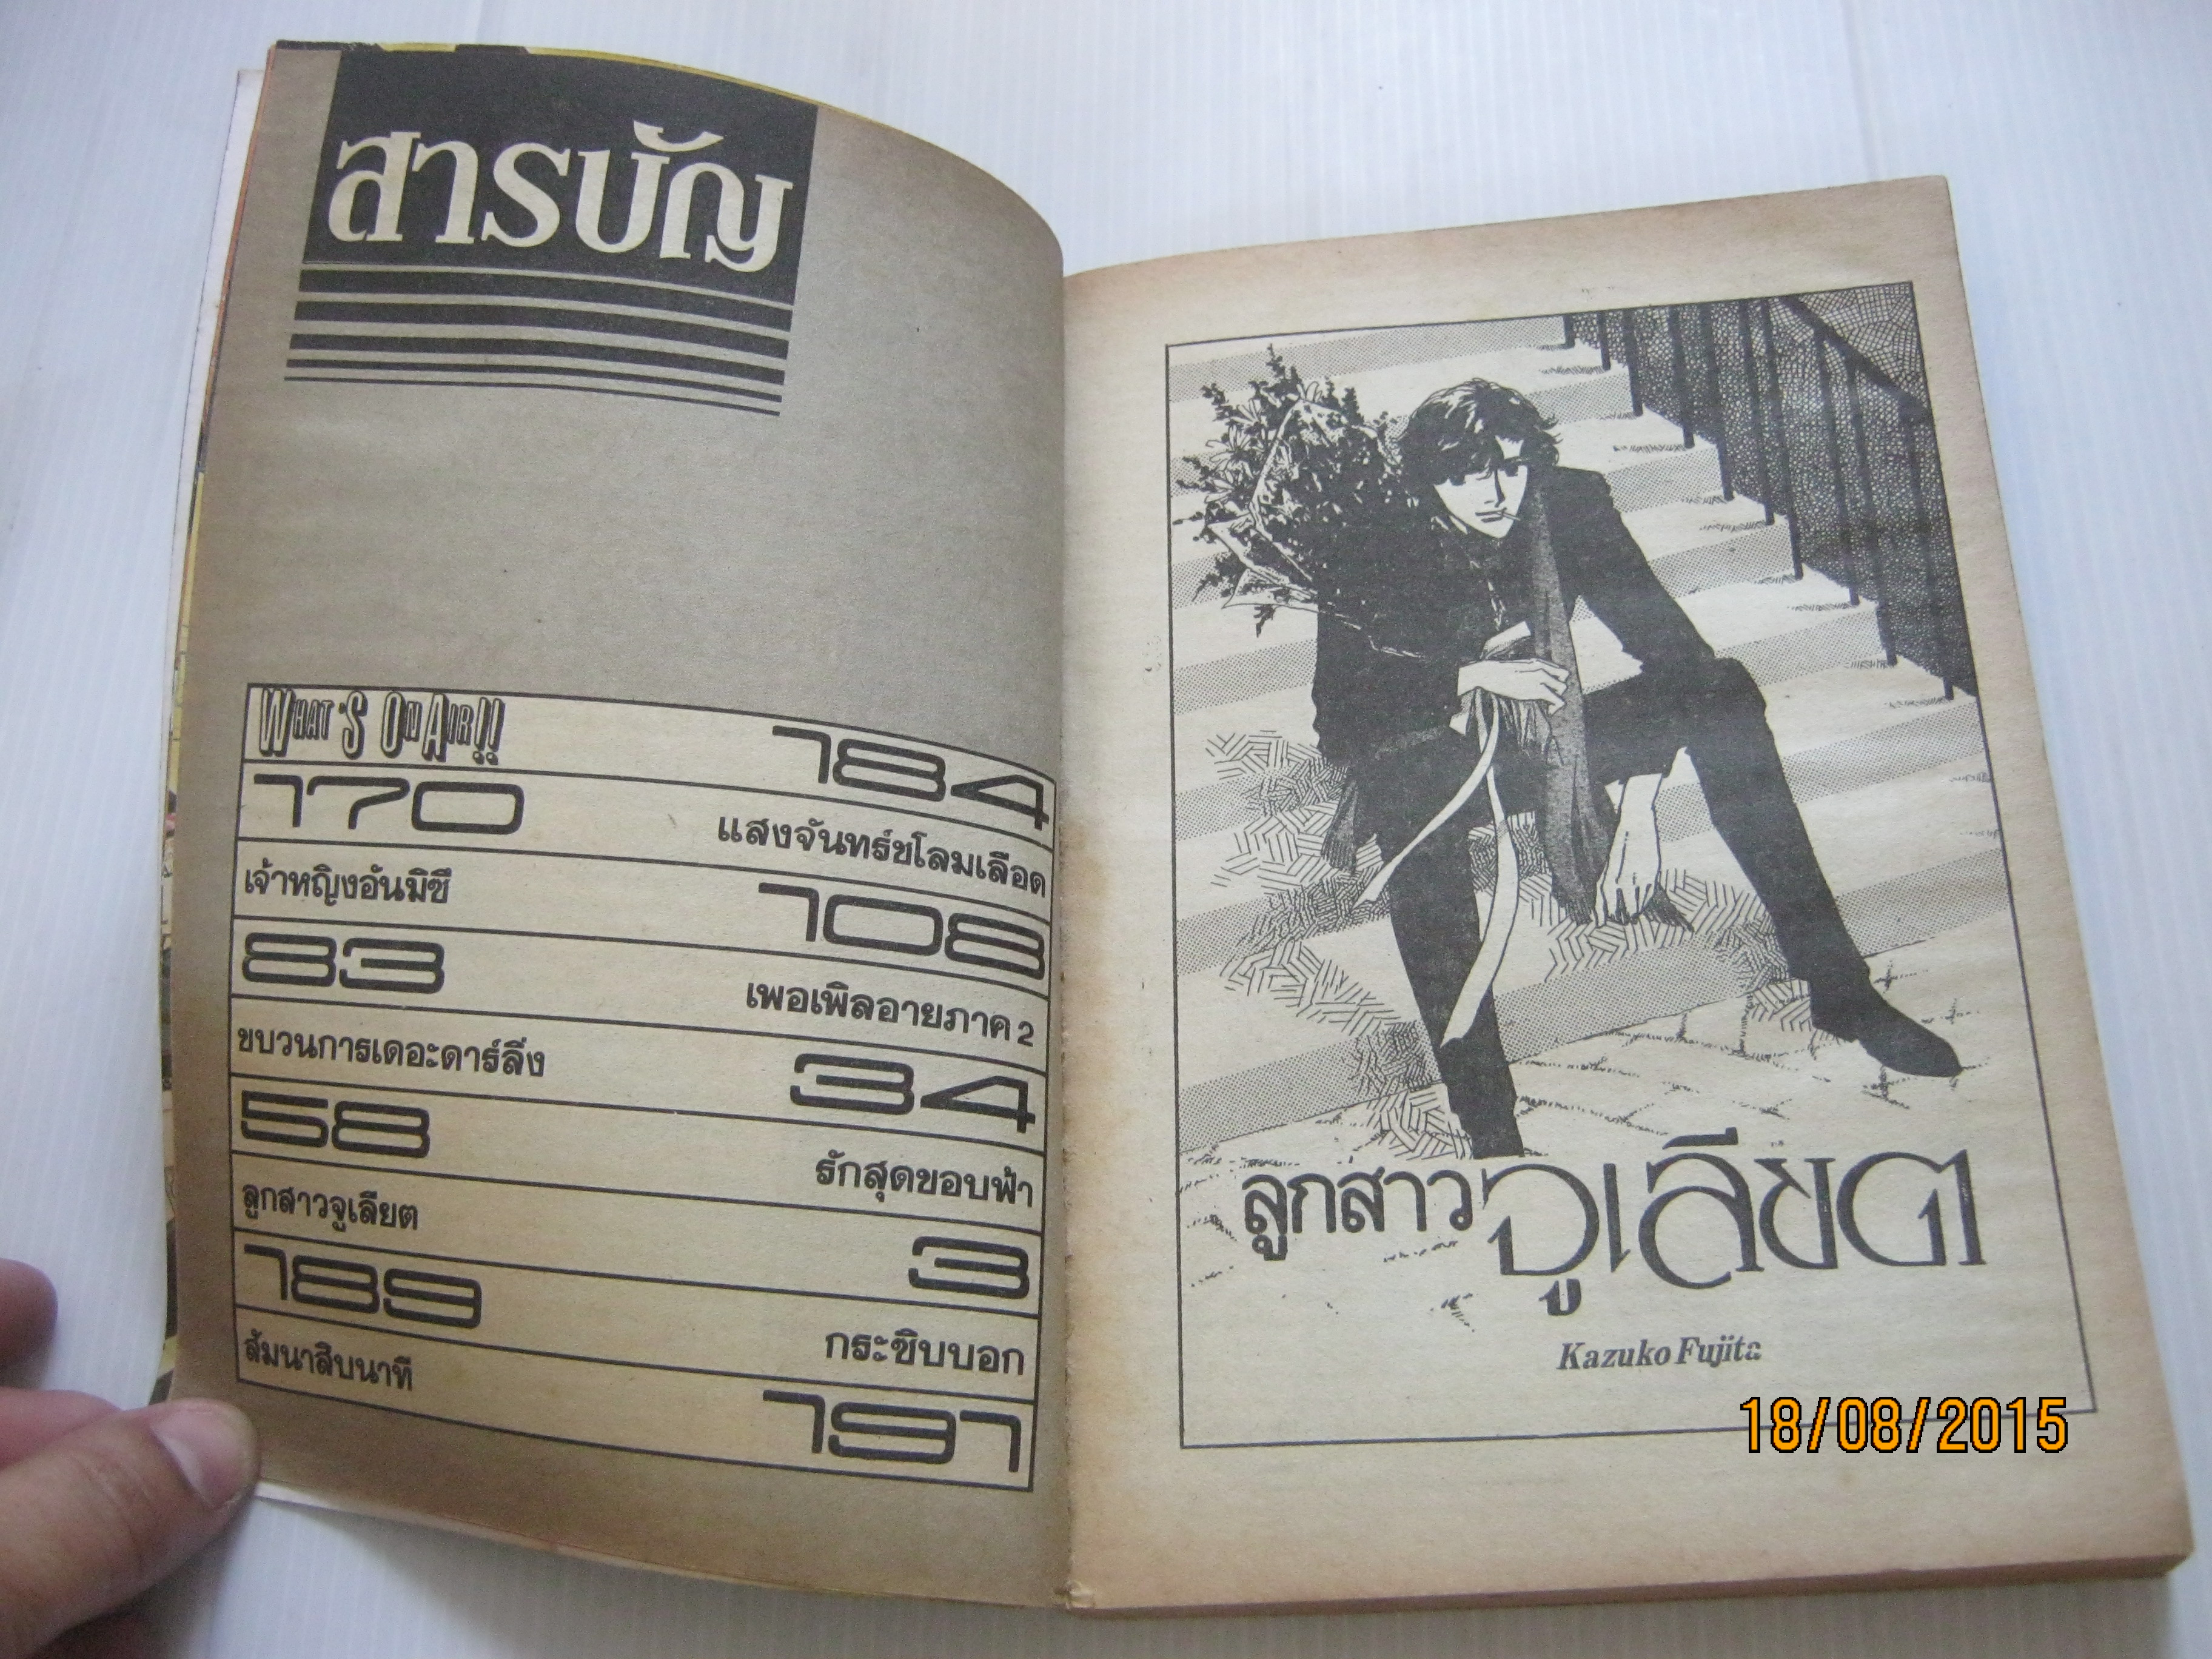 สารบัญ
WHAT'S ON AIR!!
184
170
แสงจันทร์ชโลมเลือด
เจ้าหญิงอันมิซึ
108
83
เพอเพิลอายภาค 2
ขบวนการเดอะดาร์ลิ่ง
34
58
รักสุดขอบฟ้า
ลูกสาวจูเลียต
3
189
กระซิบบอก
สัมนาสิบนาที
191
ลูกสาวจูเลียต
Kazuko Fujita
18/08/2015